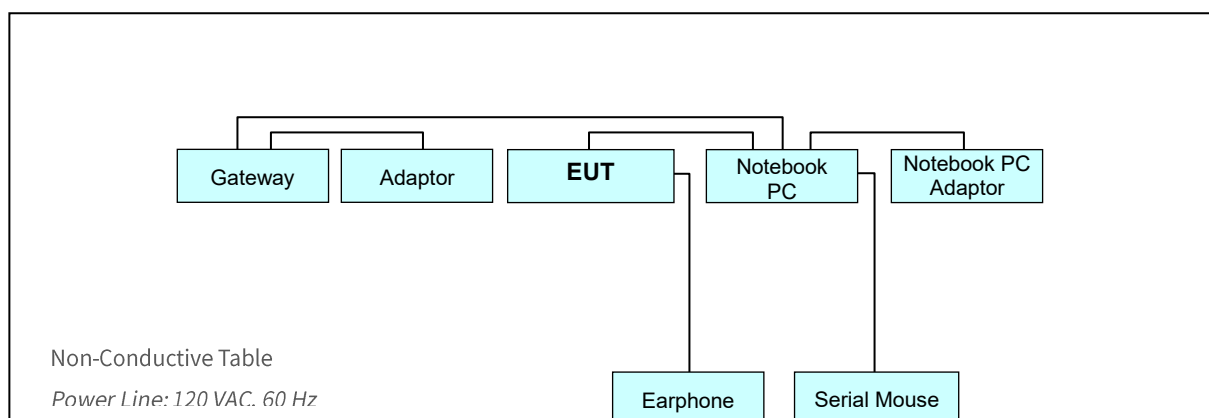 Gateway
Adaptor
EUT
Notebook
PC
Notebook PC
Adaptor
Non-Conductive Table
Power Line: 120 VAC, 60 Hz
Earphone
Serial Mouse